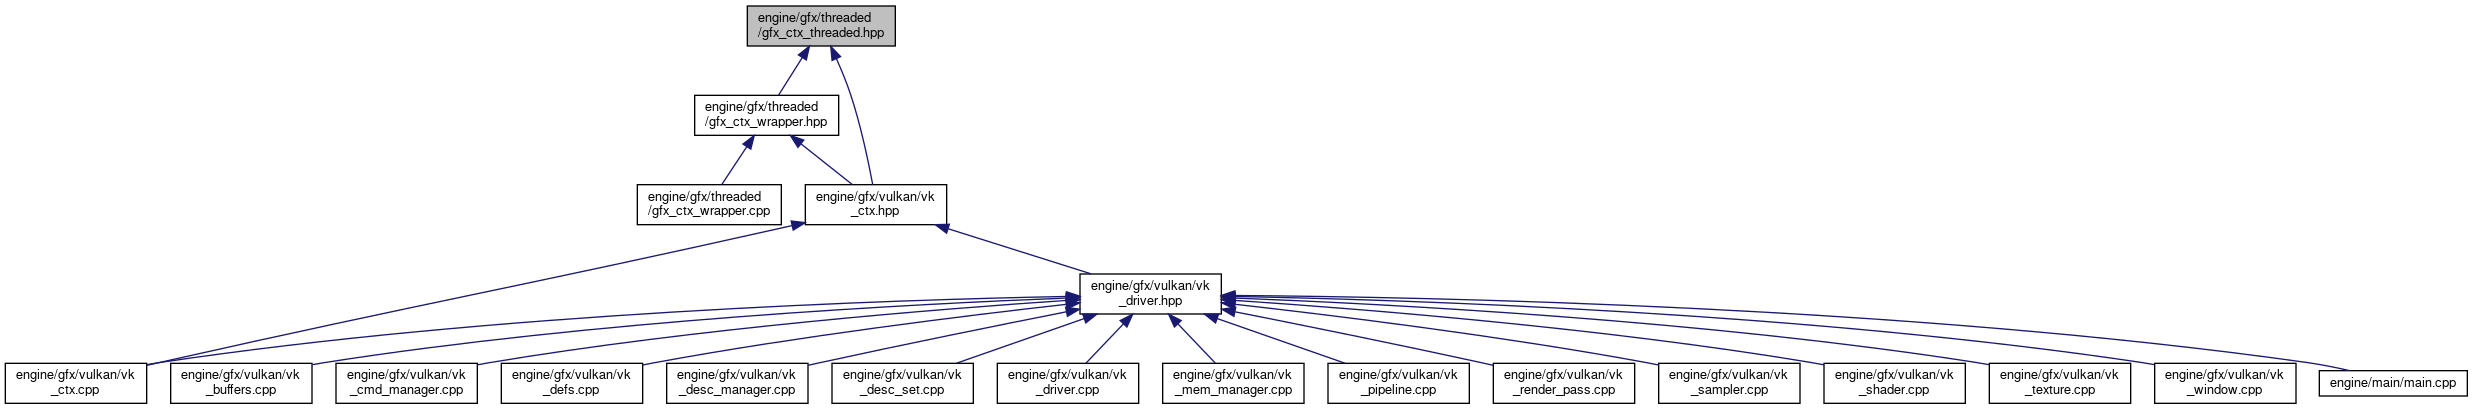 engine/gfx/threaded
/gfx_ctx_threaded.hpp
engine/gfx/threaded
/gfx_ctx_wrapper.hpp
engine/gfx/threaded
/gfx_ctx_wrapper.cpp
engine/gfx/vulkan/vk
_ctx.hpp
engine/gfx/vulkan/vk
_driver.hpp
engine/gfx/vulkan/vk
_ctx.cpp
engine/gfx/vulkan/vk
_buffers.cpp
engine/gfx/vulkan/vk
_cmd_manager.cpp
engine/gfx/vulkan/vk
_defs.cpp
engine/gfx/vulkan/vk
_desc_manager.cpp
engine/gfx/vulkan/vk
_desc_set.cpp
engine/gfx/vulkan/vk
_driver.cpp
engine/gfx/vulkan/vk
_mem_manager.cpp
engine/gfx/vulkan/vk
_pipeline.cpp
engine/gfx/vulkan/vk
_render_pass.cpp
engine/gfx/vulkan/vk
_sampler.cpp
engine/gfx/vulkan/vk
_shader.cpp
engine/gfx/vulkan/vk
_texture.cpp
engine/gfx/vulkan/vk
_window.cpp
engine/main/main.cpp